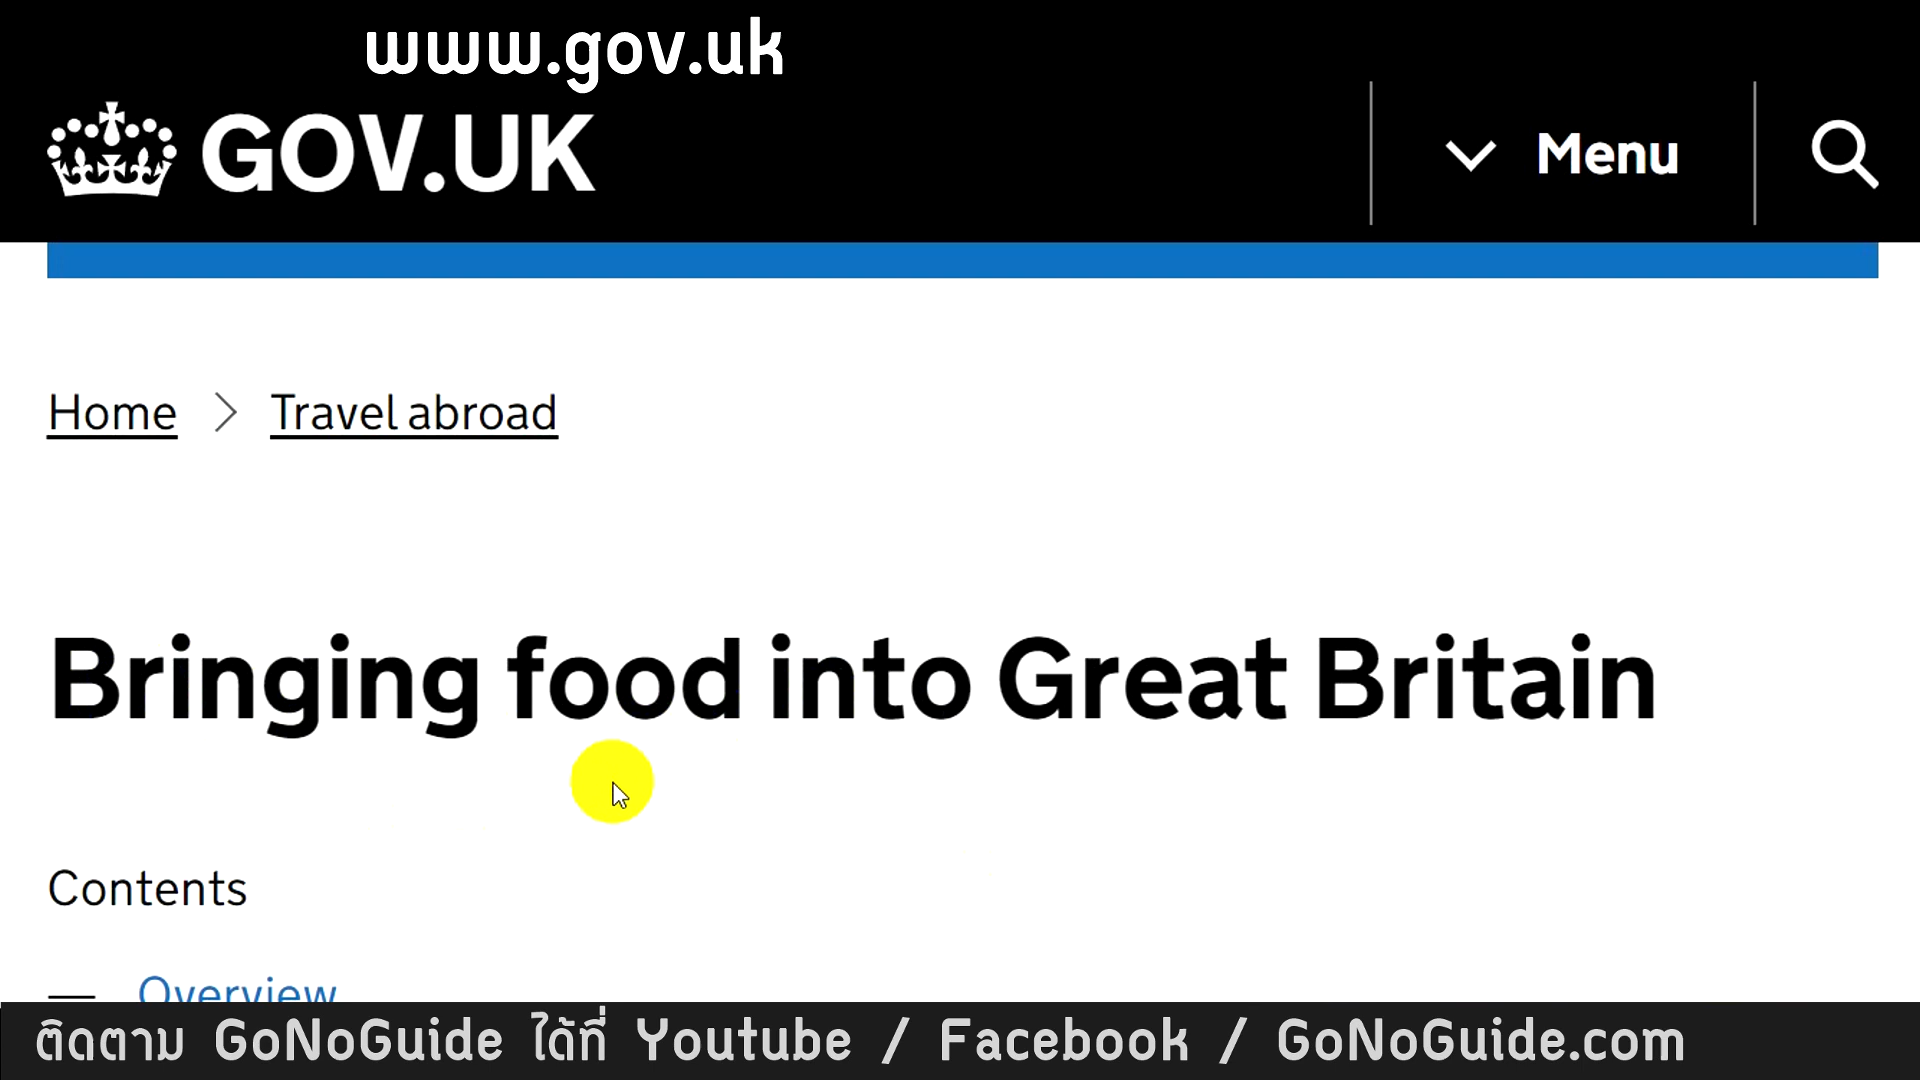 www.gov.uk
GOV.UK
Menu
Home > Travel abroad
Bringing food into Great Britain
Contents
— Overview
ติดตาม GoNoGuide ได้ที่ Youtube / Facebook / GoNoGuide.com